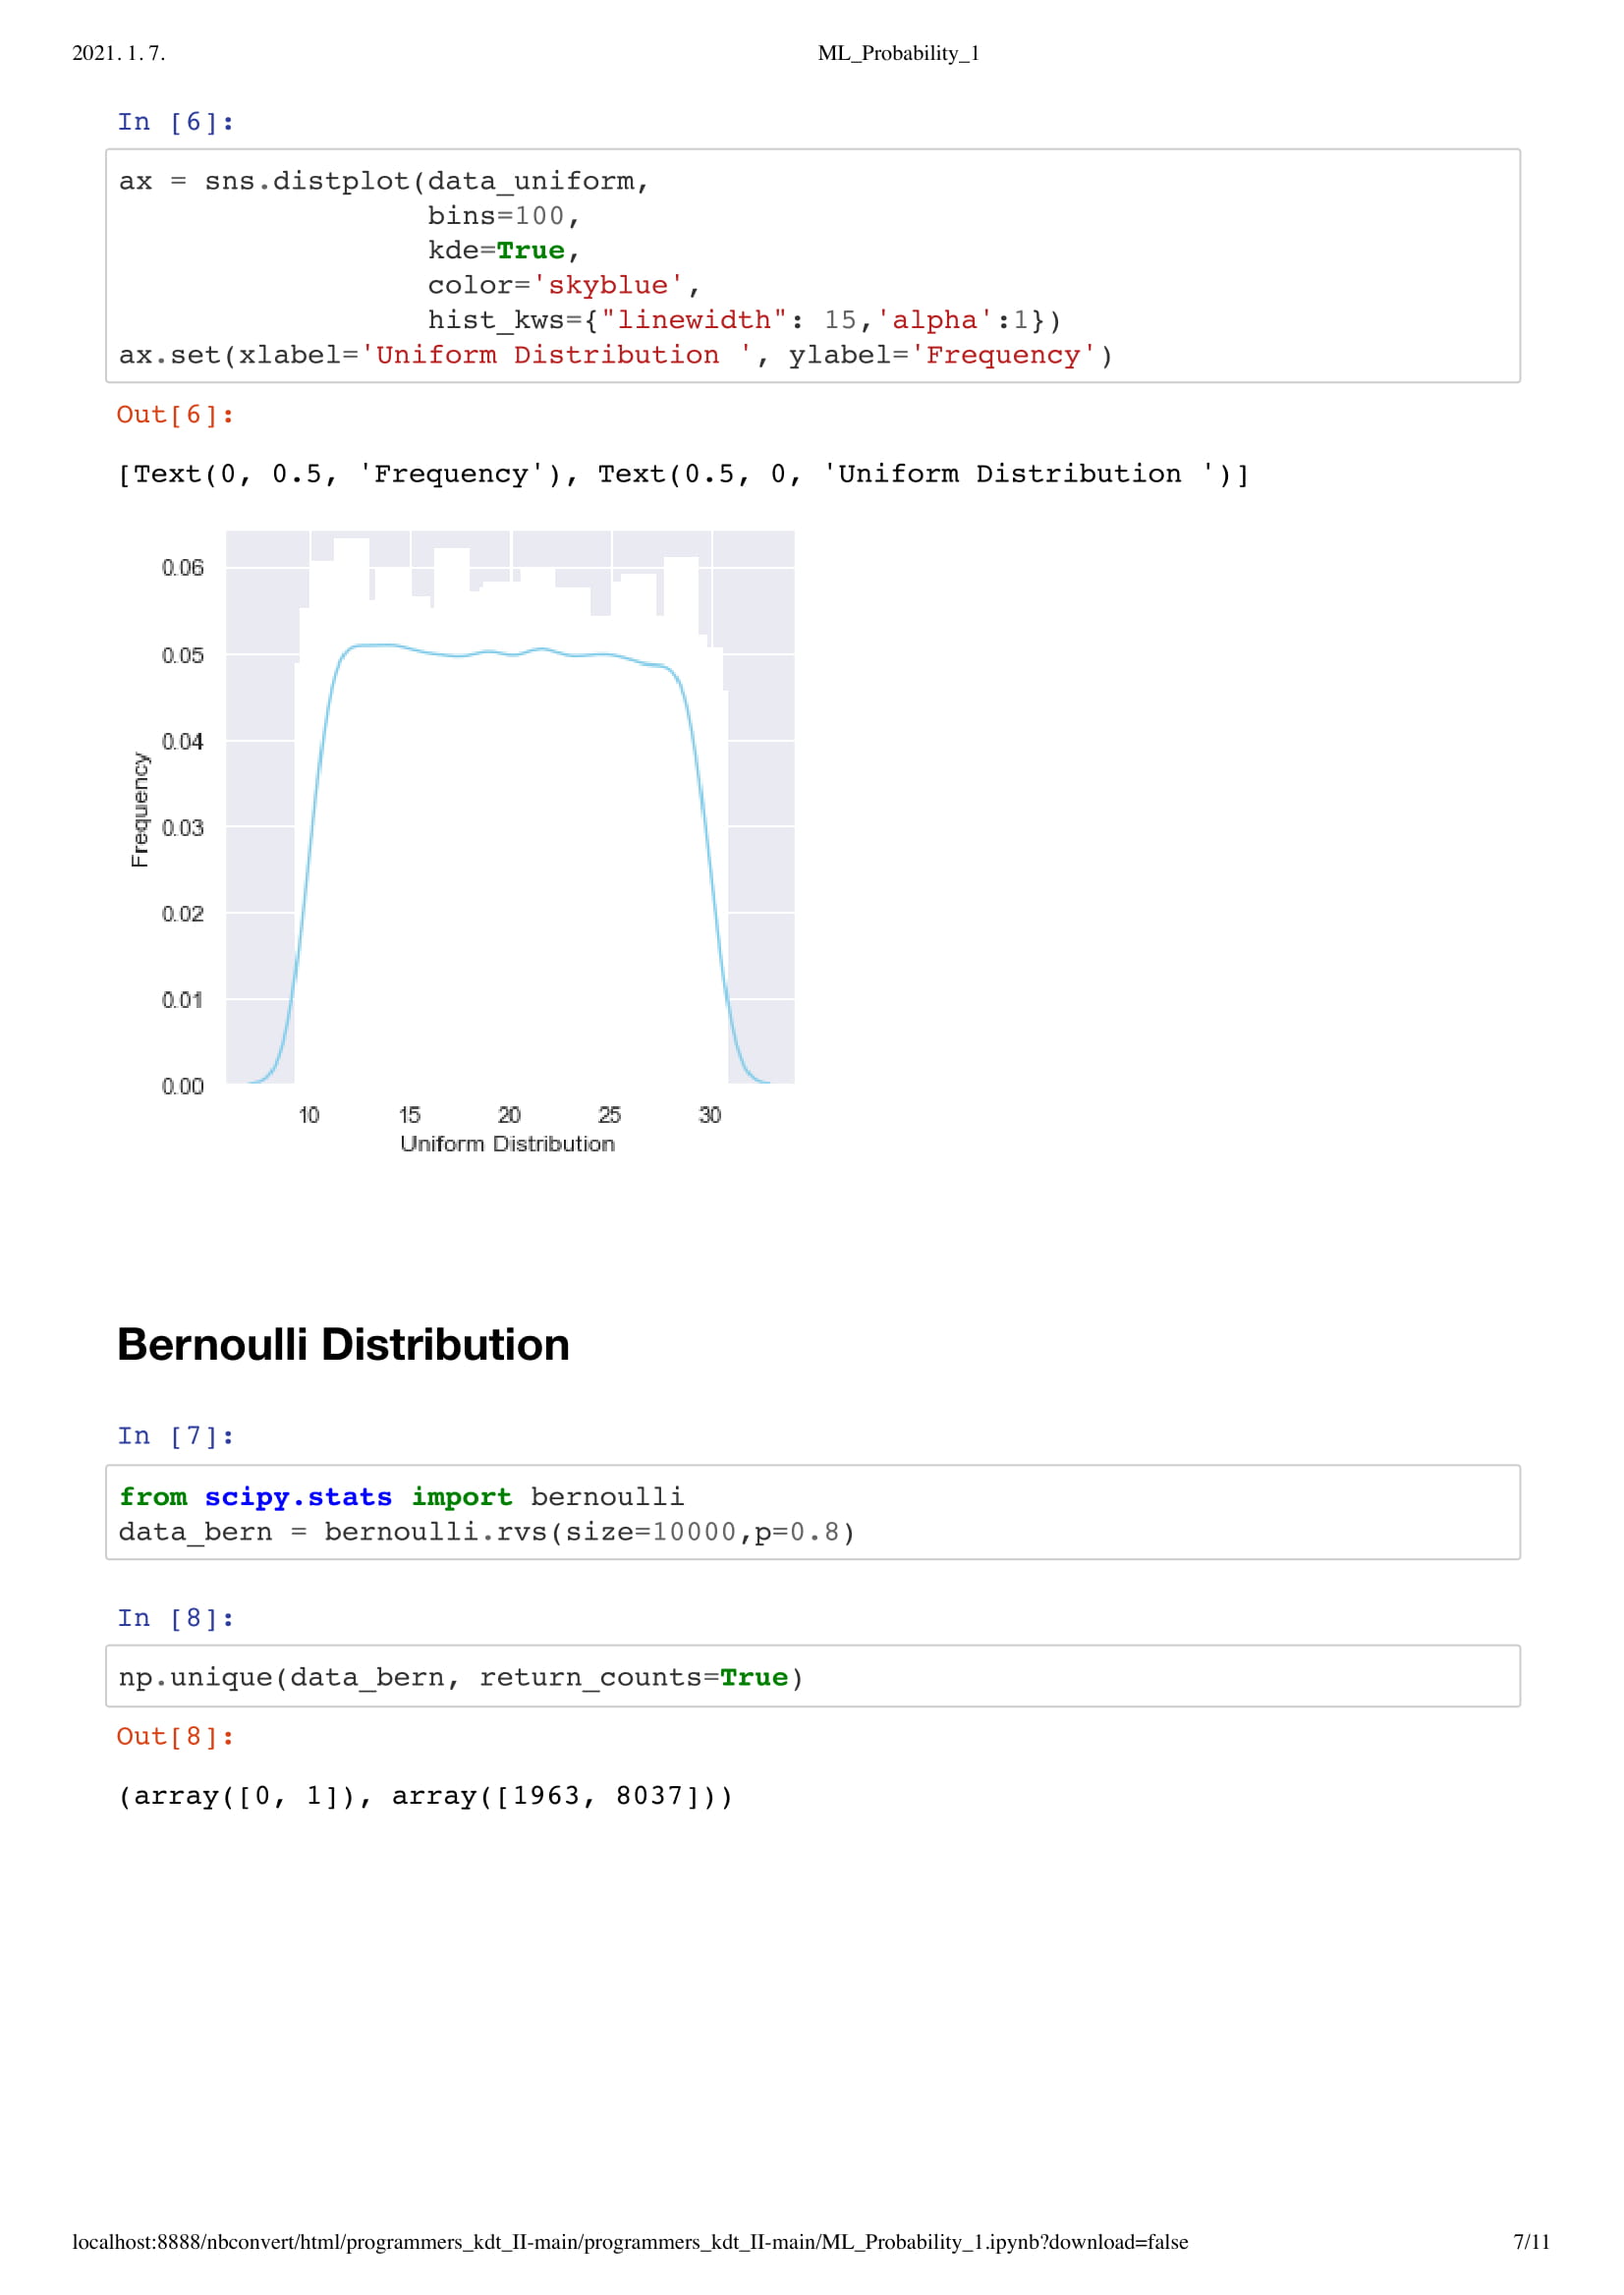 2021. 1. 7.
ML_Probability_1
In [6]:
ax = sns.distplot(data_uniform,
                  bins=100,
                  kde=True,
                  color='skyblue',
                  hist_kws={"linewidth": 15,'alpha':1})
ax.set(xlabel='Uniform Distribution ', ylabel='Frequency')
Out[6]:
[Text(0, 0.5, 'Frequency'), Text(0.5, 0, 'Uniform Distribution ')]
0.06
0.05
0.04
0.03
0.02
0.01
0.00
Frequency
10 15 20 25 30
Uniform Distribution
Bernoulli Distribution
In [7]:
from scipy.stats import bernoulli
data_bern = bernoulli.rvs(size=10000,p=0.8)
In [8]:
np.unique(data_bern, return_counts=True)
Out[8]:
(array([0, 1]), array([1963, 8037]))
localhost:8888/nbconvert/html/programmers_kdt_II-main/programmers_kdt_II-main/ML_Probability_1.ipynb?download=false
7/11